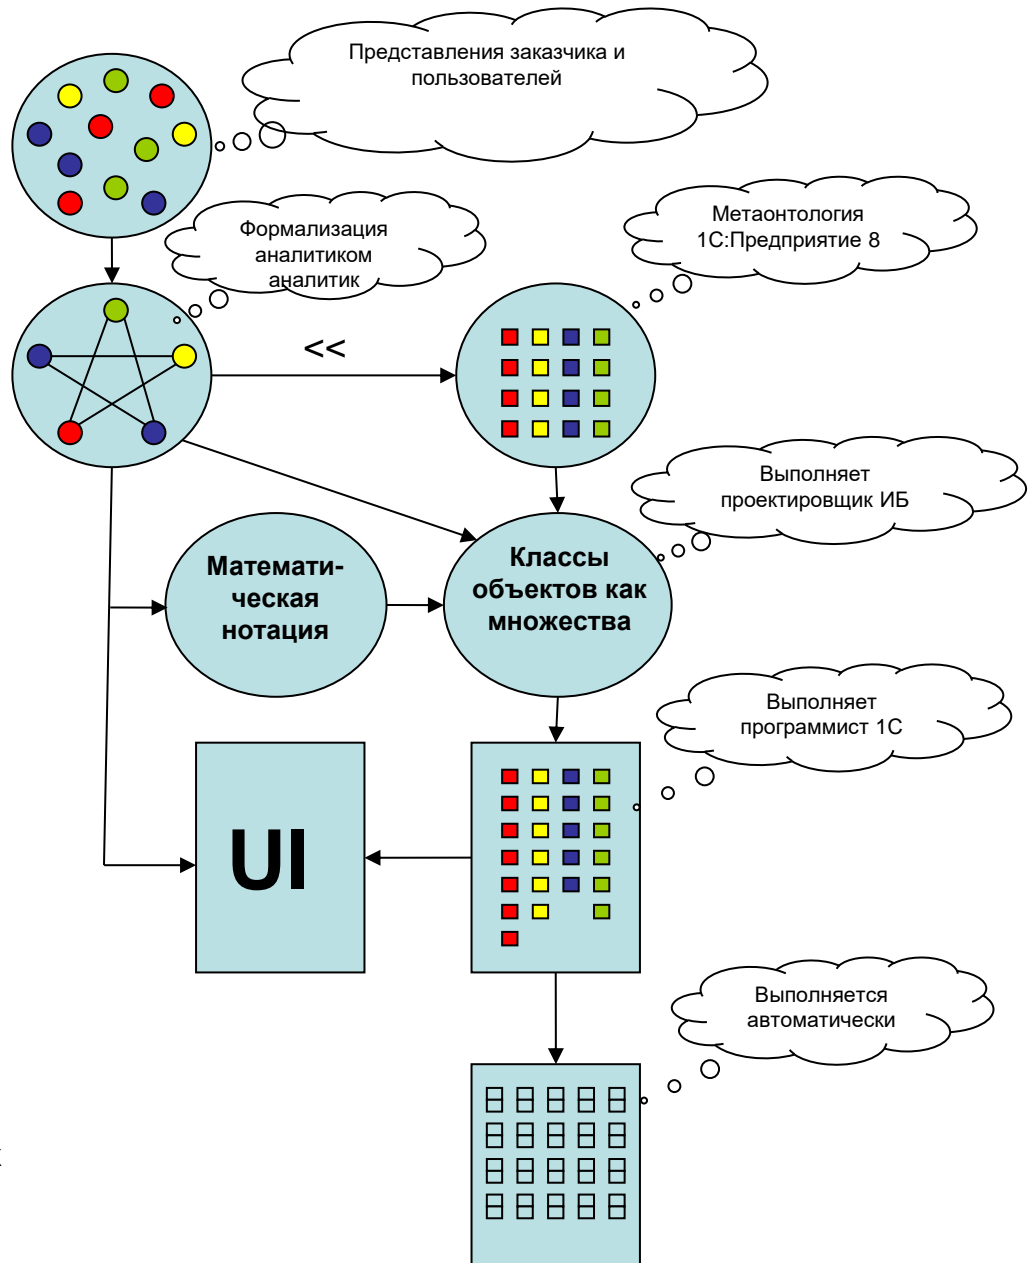 Представления заказчика и
пользователей
Формализация
аналитиком
аналитик
Метаонтология
1С:Предприятие 8
<<
Выполняет
проектировщик ИБ
Математи-
ческая
нотация
Классы
объектов как
множества
Выполняет
программист 1С
UI
Выполняется
автоматически